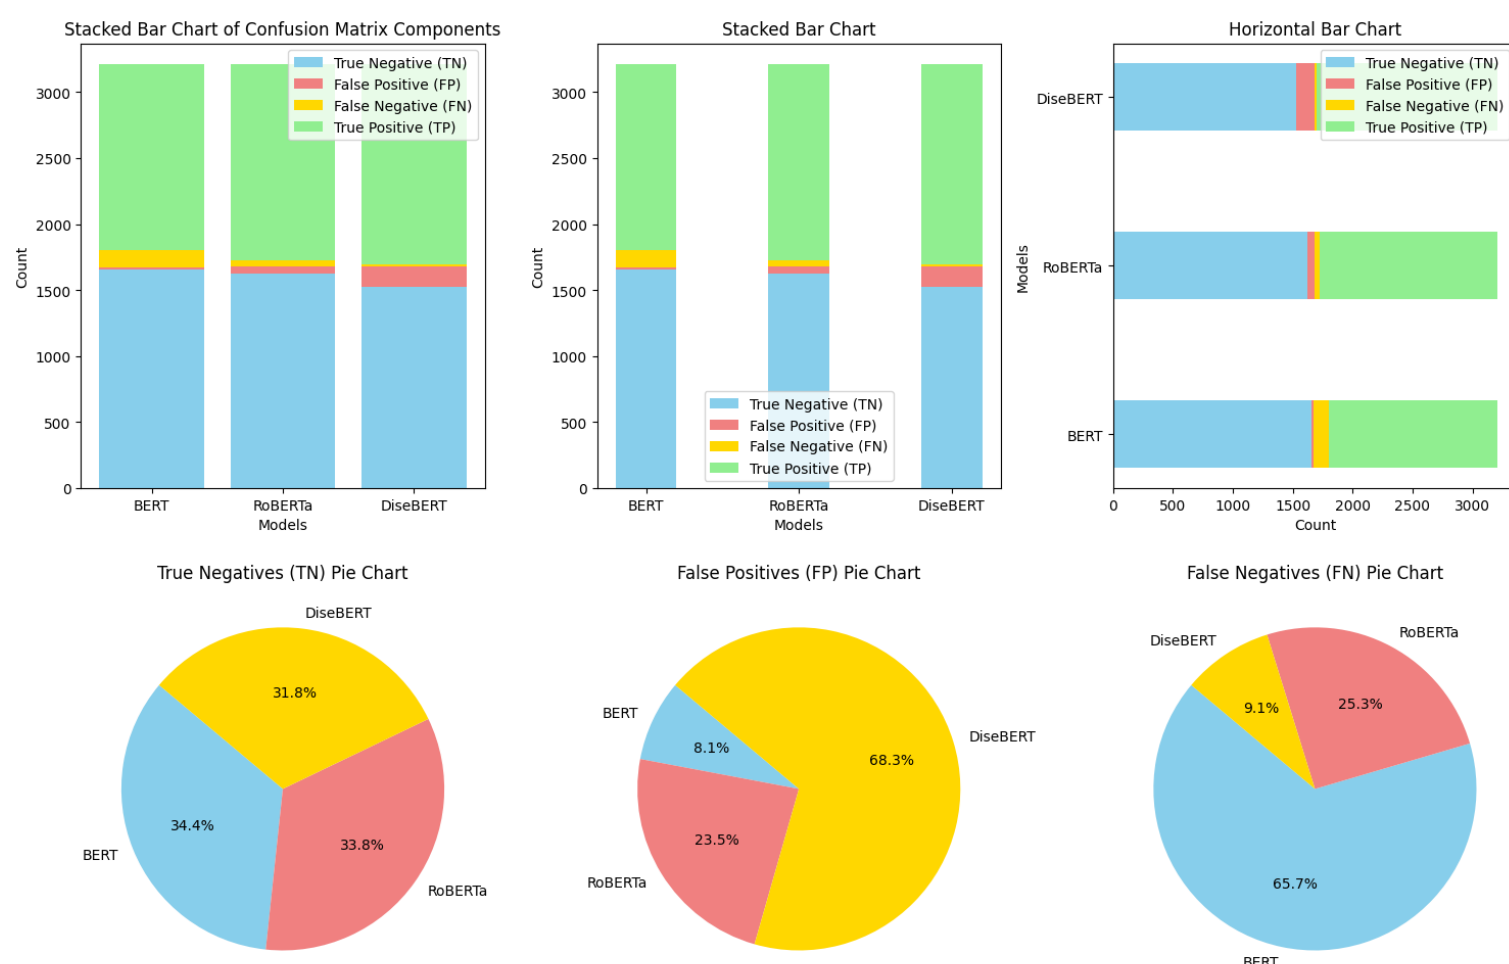 Stacked Bar Chart of Confusion Matrix Components
True Negative (TN)
False Positive (FP)
False Negative (FN)
True Positive (TP)
3000
2500
2000
1500
1000
500
0
Count
BERT
RoBERTa
DiseBERT
Models
Stacked Bar Chart
3000
2500
2000
1500
1000
500
0
Count
True Negative (TN)
False Positive (FP)
False Negative (FN)
True Positive (TP)
BERT
RoBERTa
DiseBERT
Models
Horizontal Bar Chart
True Negative (TN)
False Positive (FP)
False Negative (FN)
True Positive (TP)
DiseBERT
RoBERTa
BERT
Models
0
500
1000
1500
2000
2500
3000
Count
True Negatives (TN) Pie Chart
DiseBERT
31.8%
34.4%
33.8%
BERT
RoBERTa
False Positives (FP) Pie Chart
BERT
8.1%
DiseBERT
68.3%
23.5%
RoBERTa
False Negatives (FN) Pie Chart
DiseBERT
RoBERTa
9.1%
25.3%
65.7%
BERT